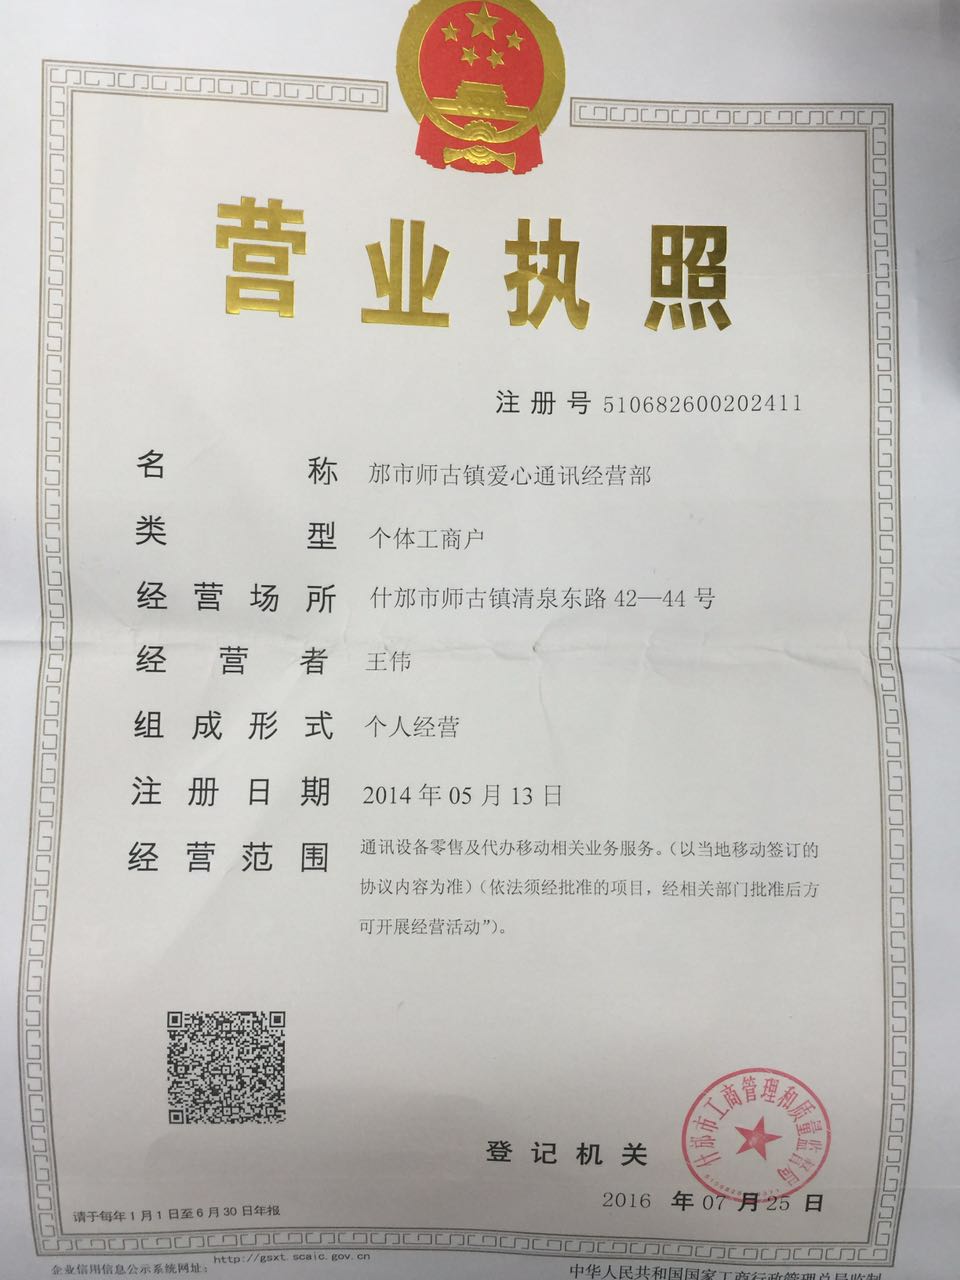 营业执照
注册号 510682600202411
名称 邡市师古镇爱心通讯经营部
类型 个体工商户
经营场所 什邡市师古镇清泉东路 42—44 号
经营者 王伟
组成形式 个人经营
注册日期 2014 年 05 月 13 日
经营范围 通讯设备零售及代办移动相关业务服务。（以当地移动签订的
协议内容为准）（依法须经批准的项目，经相关部门批准后方
可开展经营活动”）。
什邡市工商管理和质量监督局
登记机关
2016 年 07 月 25 日
请于每年1月1日至6月30日年报
企业信用信息公示系统网址： http://gsxt.scaic.gov.cn
中华人民共和国国家工商行政管理总局监制